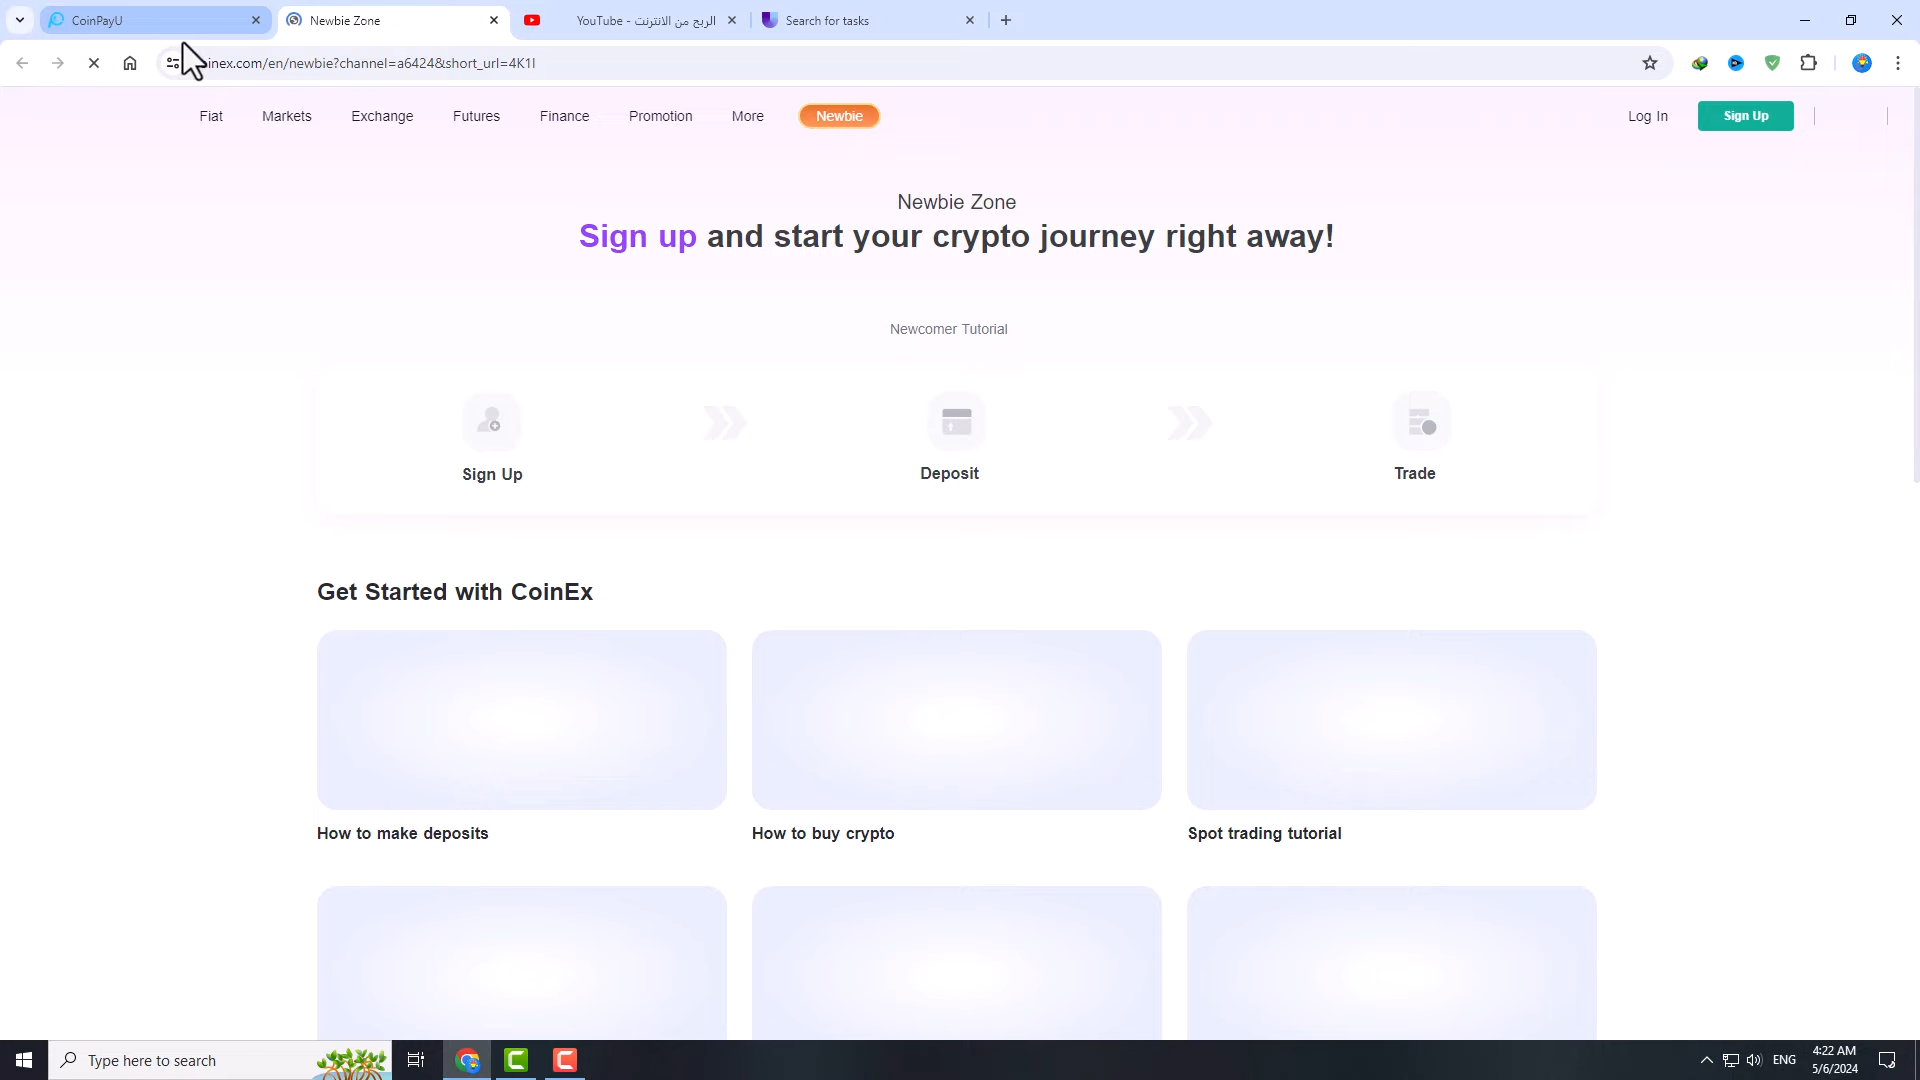 CoinPayU
Newbie Zone
YouTube - الربح من الانترنت
Search for tasks
inex.com/en/newbie?channel=a6424&short_url=4K1I
Fiat
Markets
Exchange
Futures
Finance
Promotion
More
Newbie
Log In
Sign Up
Newbie Zone
Sign up and start your crypto journey right away!
Newcomer Tutorial
Sign Up
Deposit
Trade
Get Started with CoinEx
How to make deposits
How to buy crypto
Spot trading tutorial
Type here to search
ENG
4:22 AM
5/6/2024